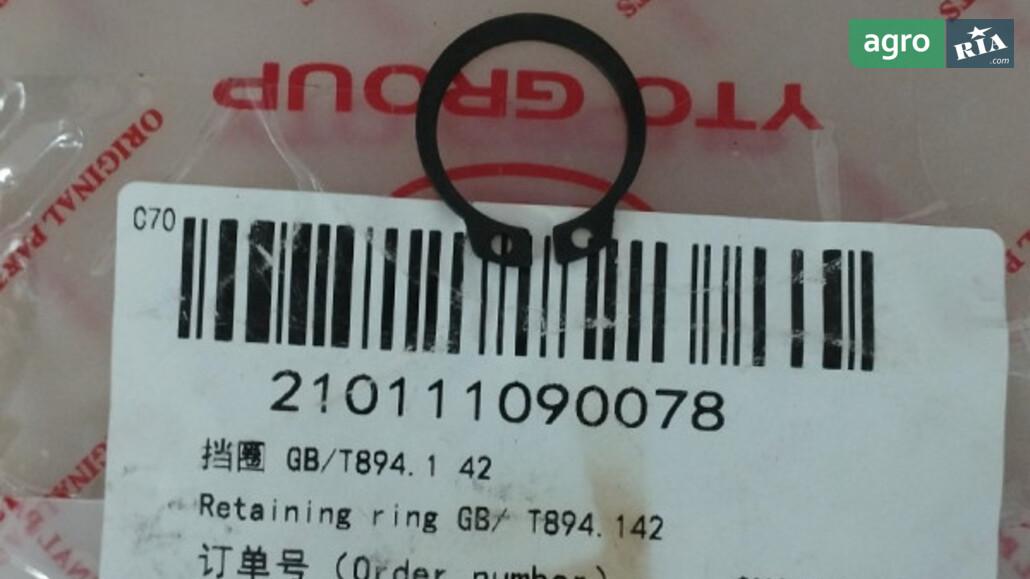 agro RIA .com
YTO GROUP
ORIGINAL PARTS
C70
210111090078
挡圈 GB/T894.1 42
Retaining ring GB/ T894.142
订单号 (Order number)